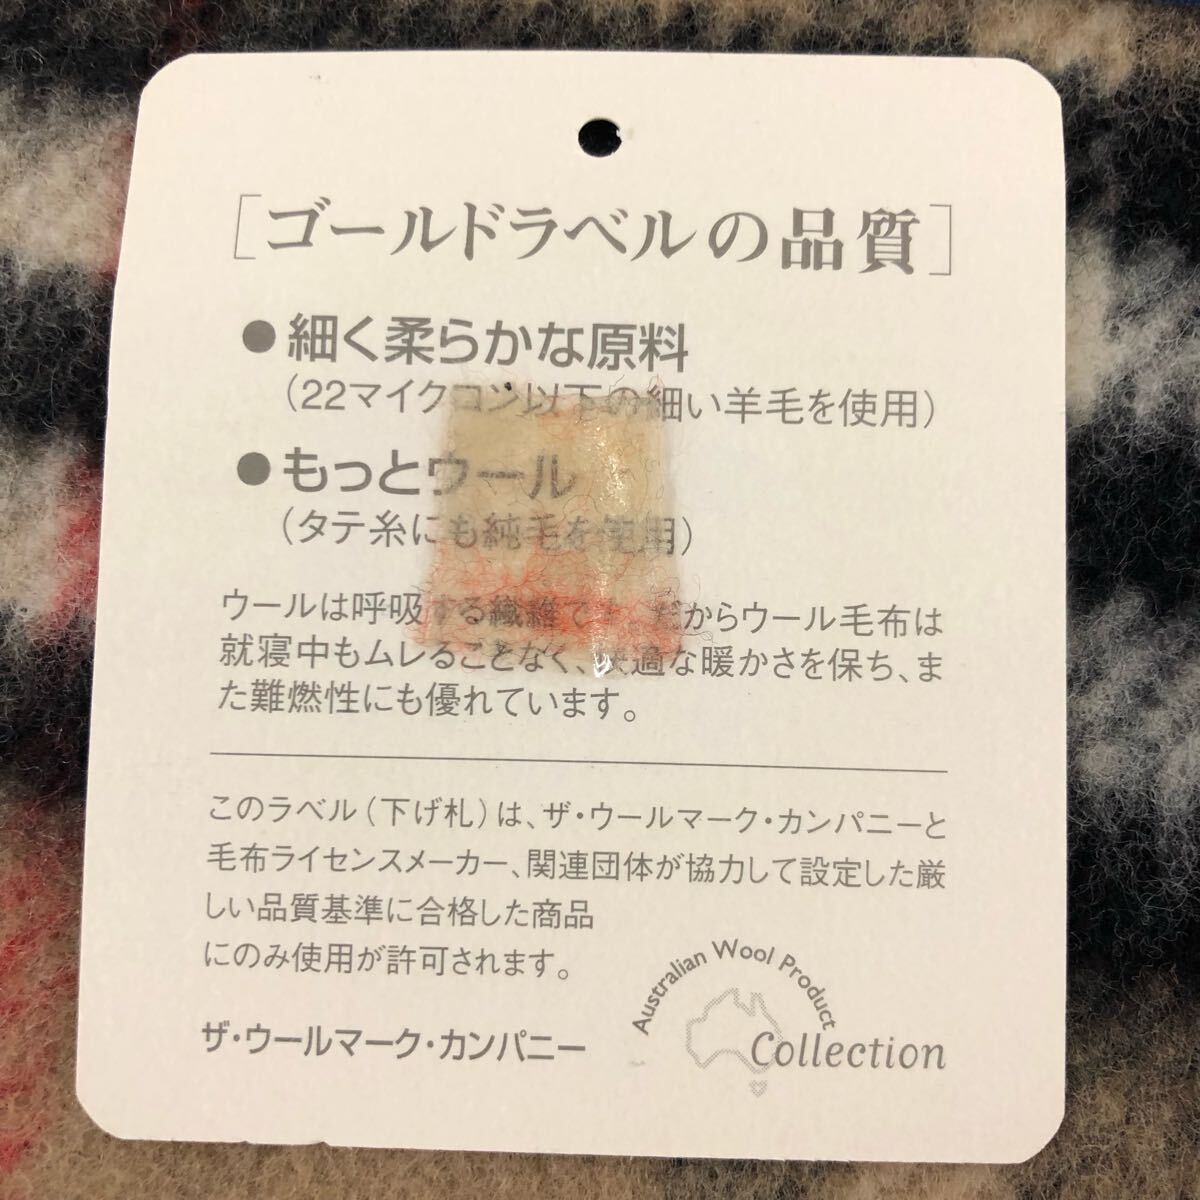 [ゴールドラベルの品質]
●細く柔らかな原料
(22マイクロン以下の細い羊毛を使用)
●もっとウール
(タテ糸にも純毛を使用)
ウールは呼吸する繊維です。だからウール毛布は
就寝中もムレることなく、快適な暖かさを保ち、ま
た難燃性にも優れています。
このラベル(下げ札)は、ザ・ウールマーク・カンパニーと
毛布ライセンスメーカー、関連団体が協力して設定した厳
しい品質基準に合格した商品
にのみ使用が許可されます。
ザ・ウールマーク・カンパニー
Australian Wool Product
Collection